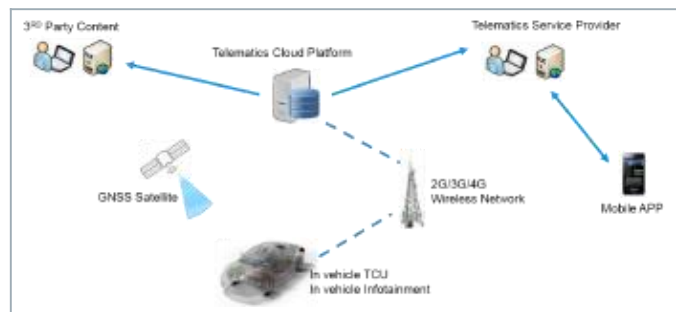 3RD Party Content
Telematics Service Provider
Telematics Cloud Platform
GNSS Satellite
2G/3G/4G
Wireless Network
Mobile APP
In vehicle TCU
In vehicle Infotainment